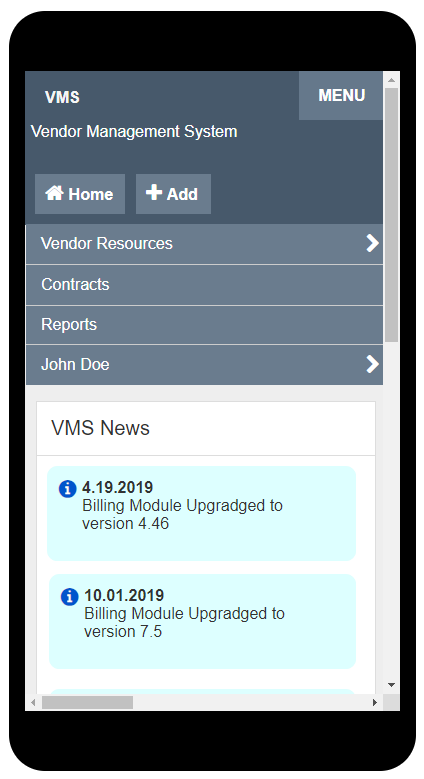 VMS
MENU
Vendor Management System
Home
Add
Vendor Resources
Contracts
Reports
John Doe
VMS News
4.19.2019
Billing Module Upgradged to
version 4.46
10.01.2019
Billing Module Upgradged to
version 7.5